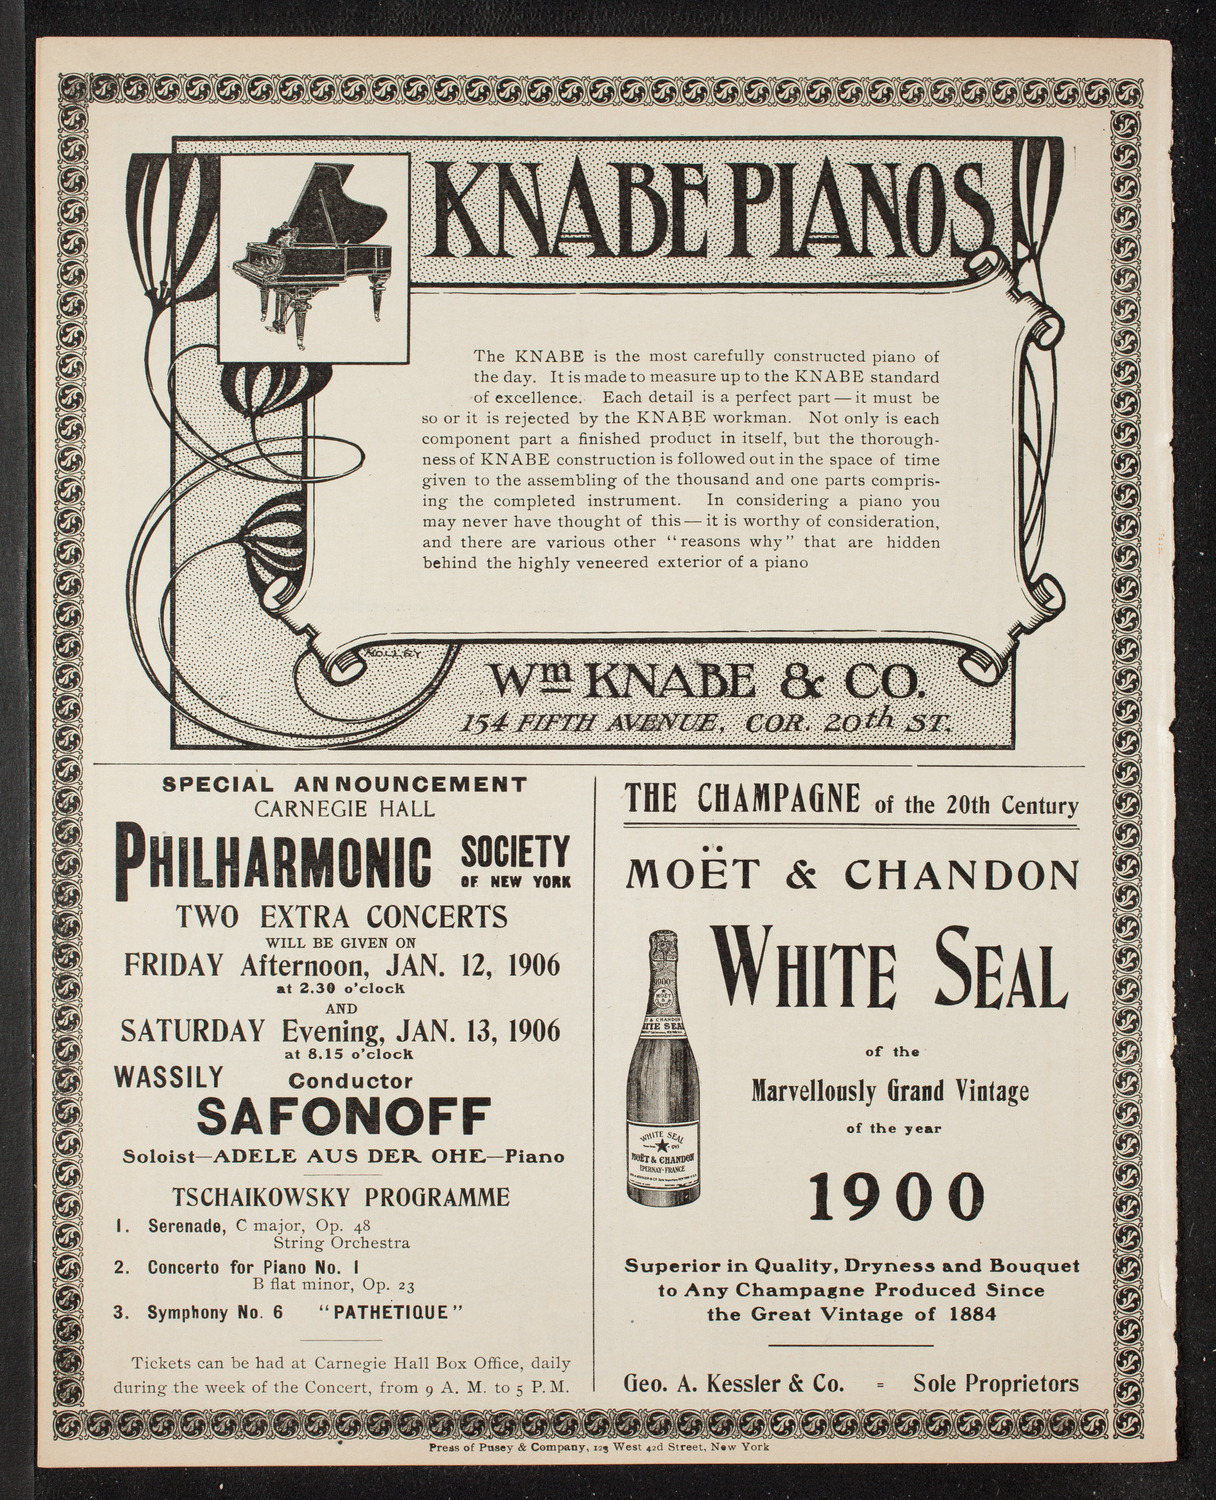 KNABE PIANOS
The KNABE is the most carefully constructed piano of
the day. It is made to measure up to the KNABE standard
of excellence. Each detail is a perfect part — it must be
so or it is rejected by the KNABE workman. Not only is each
component part a finished product in itself, but the thorough-
ness of KNABE construction is followed out in the space of time
given to the assembling of the thousand and one parts compris-
ing the completed instrument. In considering a piano you
may never have thought of this — it is worthy of consideration,
and there are various other "reasons why" that are hidden
behind the highly veneered exterior of a piano
Wm KNABE & CO.
154 FIFTH AVENUE, COR. 20th ST.
SPECIAL ANNOUNCEMENT
CARNEGIE HALL
PHILHARMONIC SOCIETY
OF NEW YORK
TWO EXTRA CONCERTS
WILL BE GIVEN ON
FRIDAY Afternoon, JAN. 12, 1906
at 2.30 o'clock
AND
SATURDAY Evening, JAN. 13, 1906
at 8.15 o'clock
WASSILY Conductor
SAFONOFF
Soloist—ADELE AUS DER OHE—Piano
TSCHAIKOWSKY PROGRAMME
1. Serenade, C major, Op. 48
String Orchestra
2. Concerto for Piano No. 1
B flat minor, Op. 23
3. Symphony No. 6 "PATHETIQUE"
Tickets can be had at Carnegie Hall Box Office, daily
during the week of the Concert, from 9 A. M. to 5 P. M.
THE CHAMPAGNE of the 20th Century
MOËT & CHANDON
WHITE SEAL
of the
Marvellously Grand Vintage
of the year
1900
WHITE SEAL
MOËT & CHANDON
EPERNAY-FRANCE
Superior in Quality, Dryness and Bouquet
to Any Champagne Produced Since
the Great Vintage of 1884
Geo. A. Kessler & Co. = Sole Proprietors
Press of Pusey & Company, 123 West 42d Street, New York